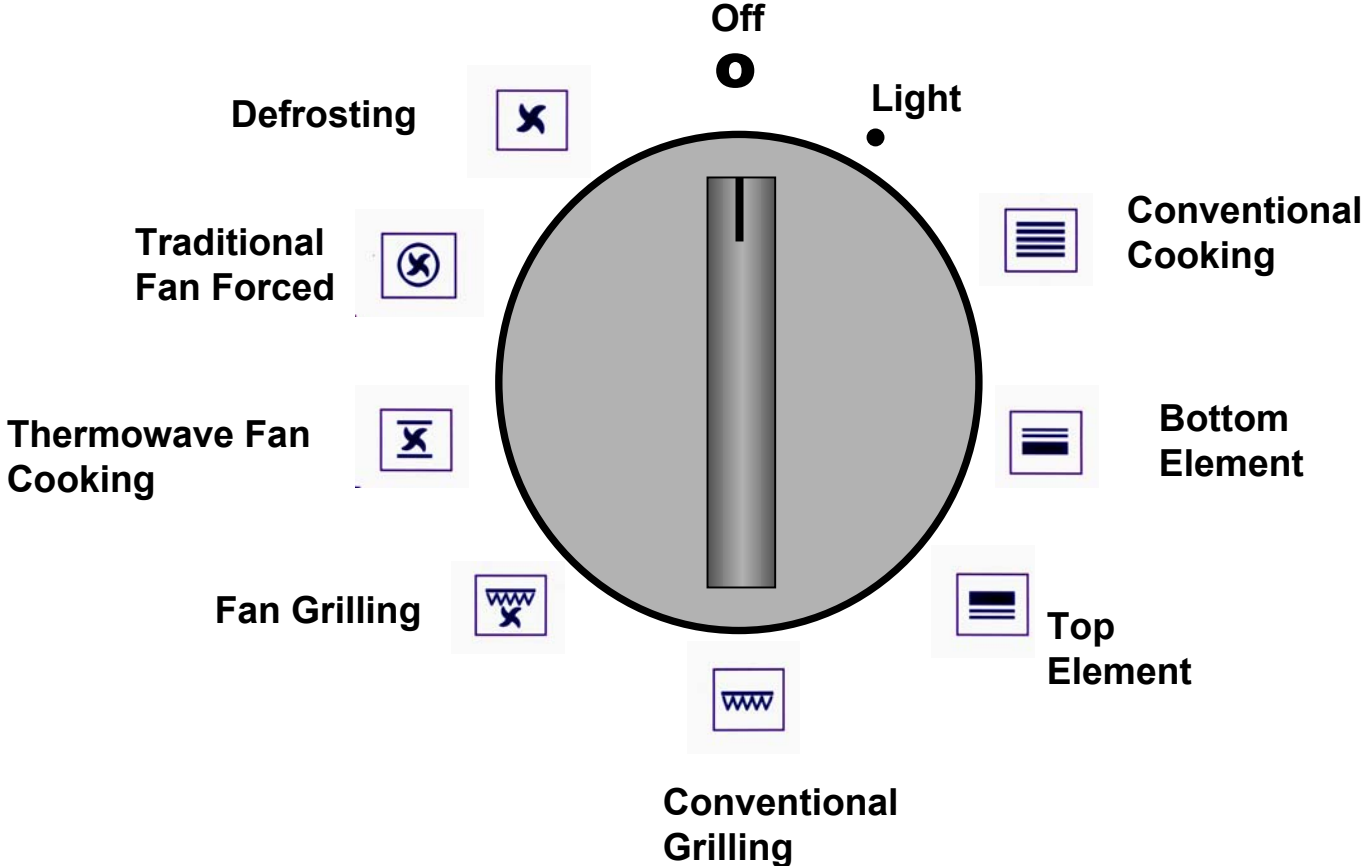 Off
O
Light
Defrosting
Conventional
Cooking
Traditional
Fan Forced
Bottom
Element
Thermowave Fan
Cooking
Fan Grilling
Top
Element
Conventional
Grilling